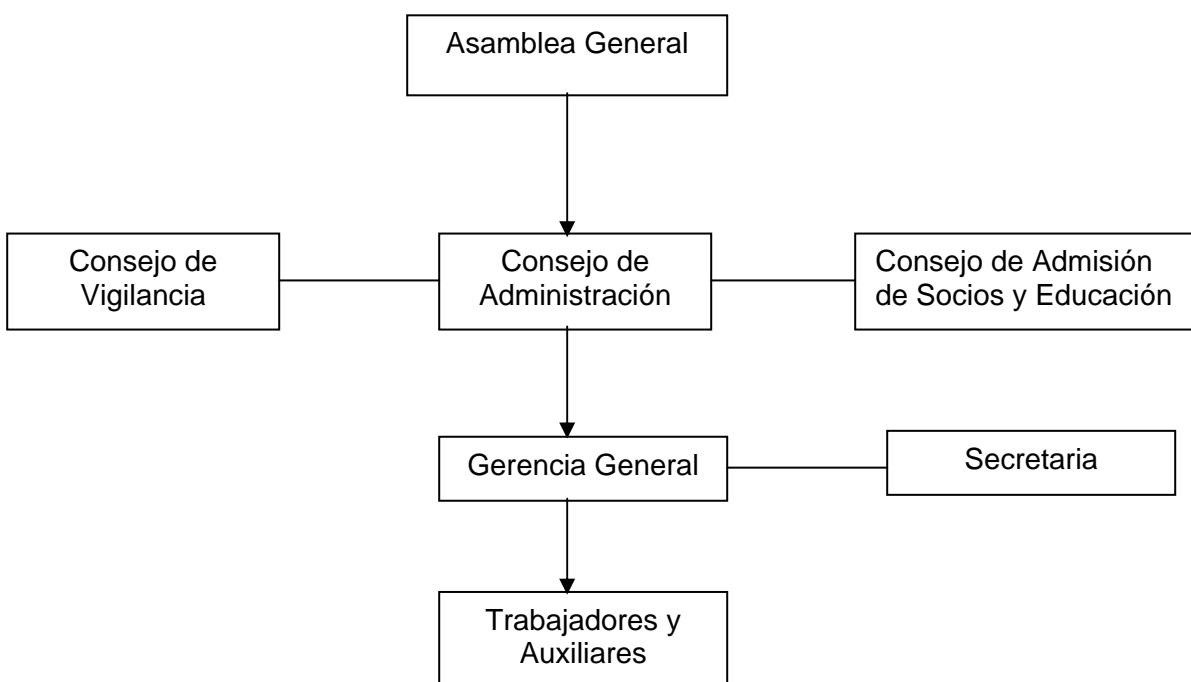 Asamblea General
Consejo de
Vigilancia
Consejo de
Administración
Consejo de Admisión
de Socios y Educación
Gerencia General
Secretaria
Trabajadores y
Auxiliares